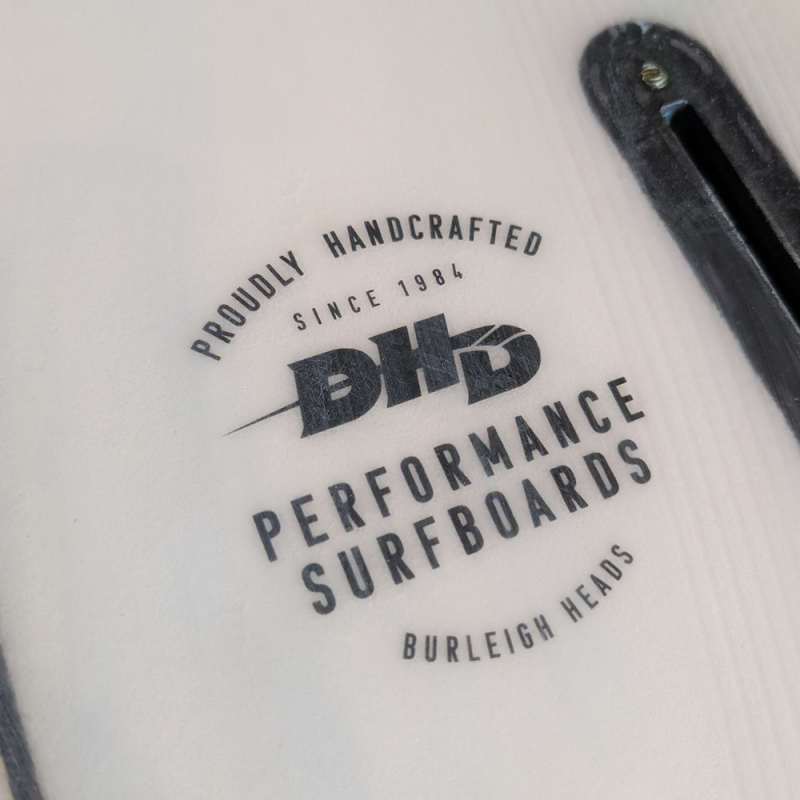 PROUDLY HANDCRAFTED
SINCE 1984
DHD
PERFORMANCE
SURFBOARDS
BURLEIGH HEADS